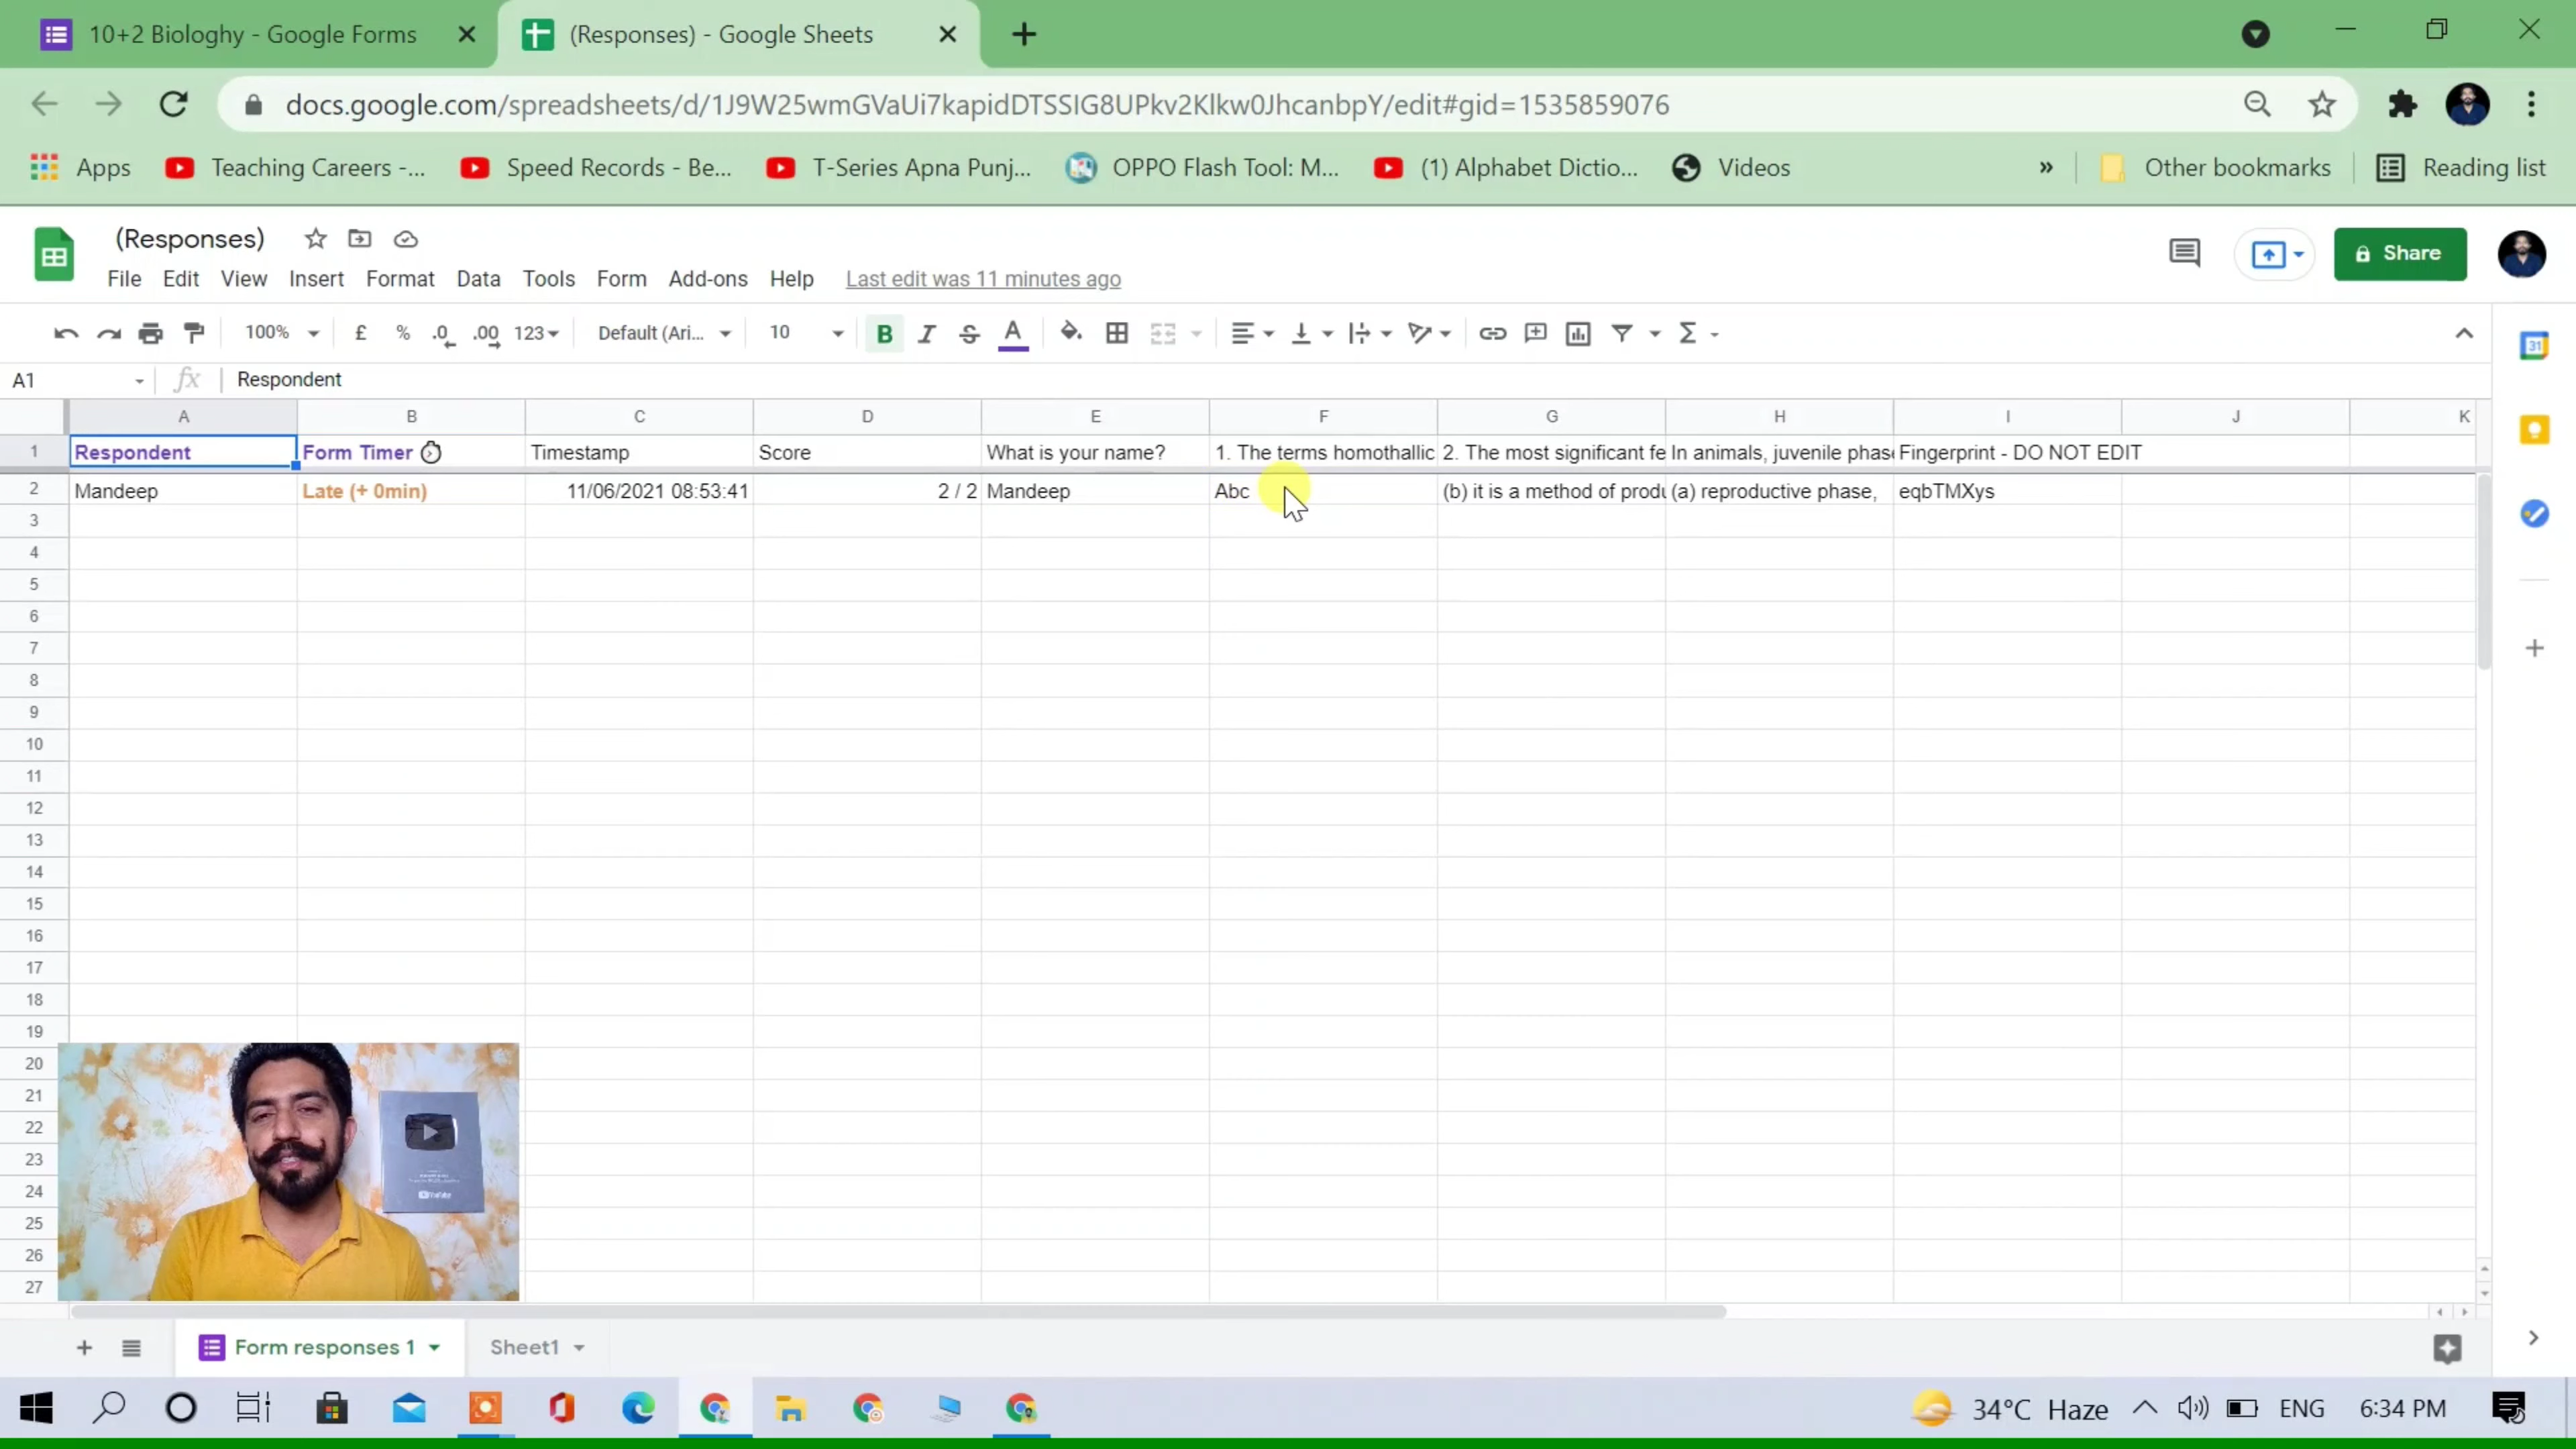 10+2 Biologhy - Google Forms
(Responses) - Google Sheets
docs.google.com/spreadsheets/d/1J9W25wmGVaUi7kapidDTSSIG8UPkv2Klkw0JhcanbpY/edit#gid=1535859076
Apps Teaching Careers -... Speed Records - Be... T-Series Apna Punj... OPPO Flash Tool: M... (1) Alphabet Dictio... Videos » Other bookmarks Reading list
(Responses)
File Edit View Insert Format Data Tools Form Add-ons Help Last edit was 11 minutes ago
Share
100% £ % .0 .00 123 Default (Ari... 10 B I S A Σ
31
A1 fx Respondent
A B C D E F G H I J K
1 Respondent Form Timer Timestamp Score What is your name? 1. The terms homothallic 2. The most significant fe In animals, juvenile phase Fingerprint - DO NOT EDIT
2 Mandeep Late (+ 0min) 11/06/2021 08:53:41 2 / 2 Mandeep Abc (b) it is a method of produ (a) reproductive phase, eqbTMXys
3
4
5
6
7
8
9
10
11
12
13
14
15
16
17
18
19
20
21
22
23
24
25
26
27
YouTube
Form responses 1 Sheet1
34°C Haze ENG 6:34 PM